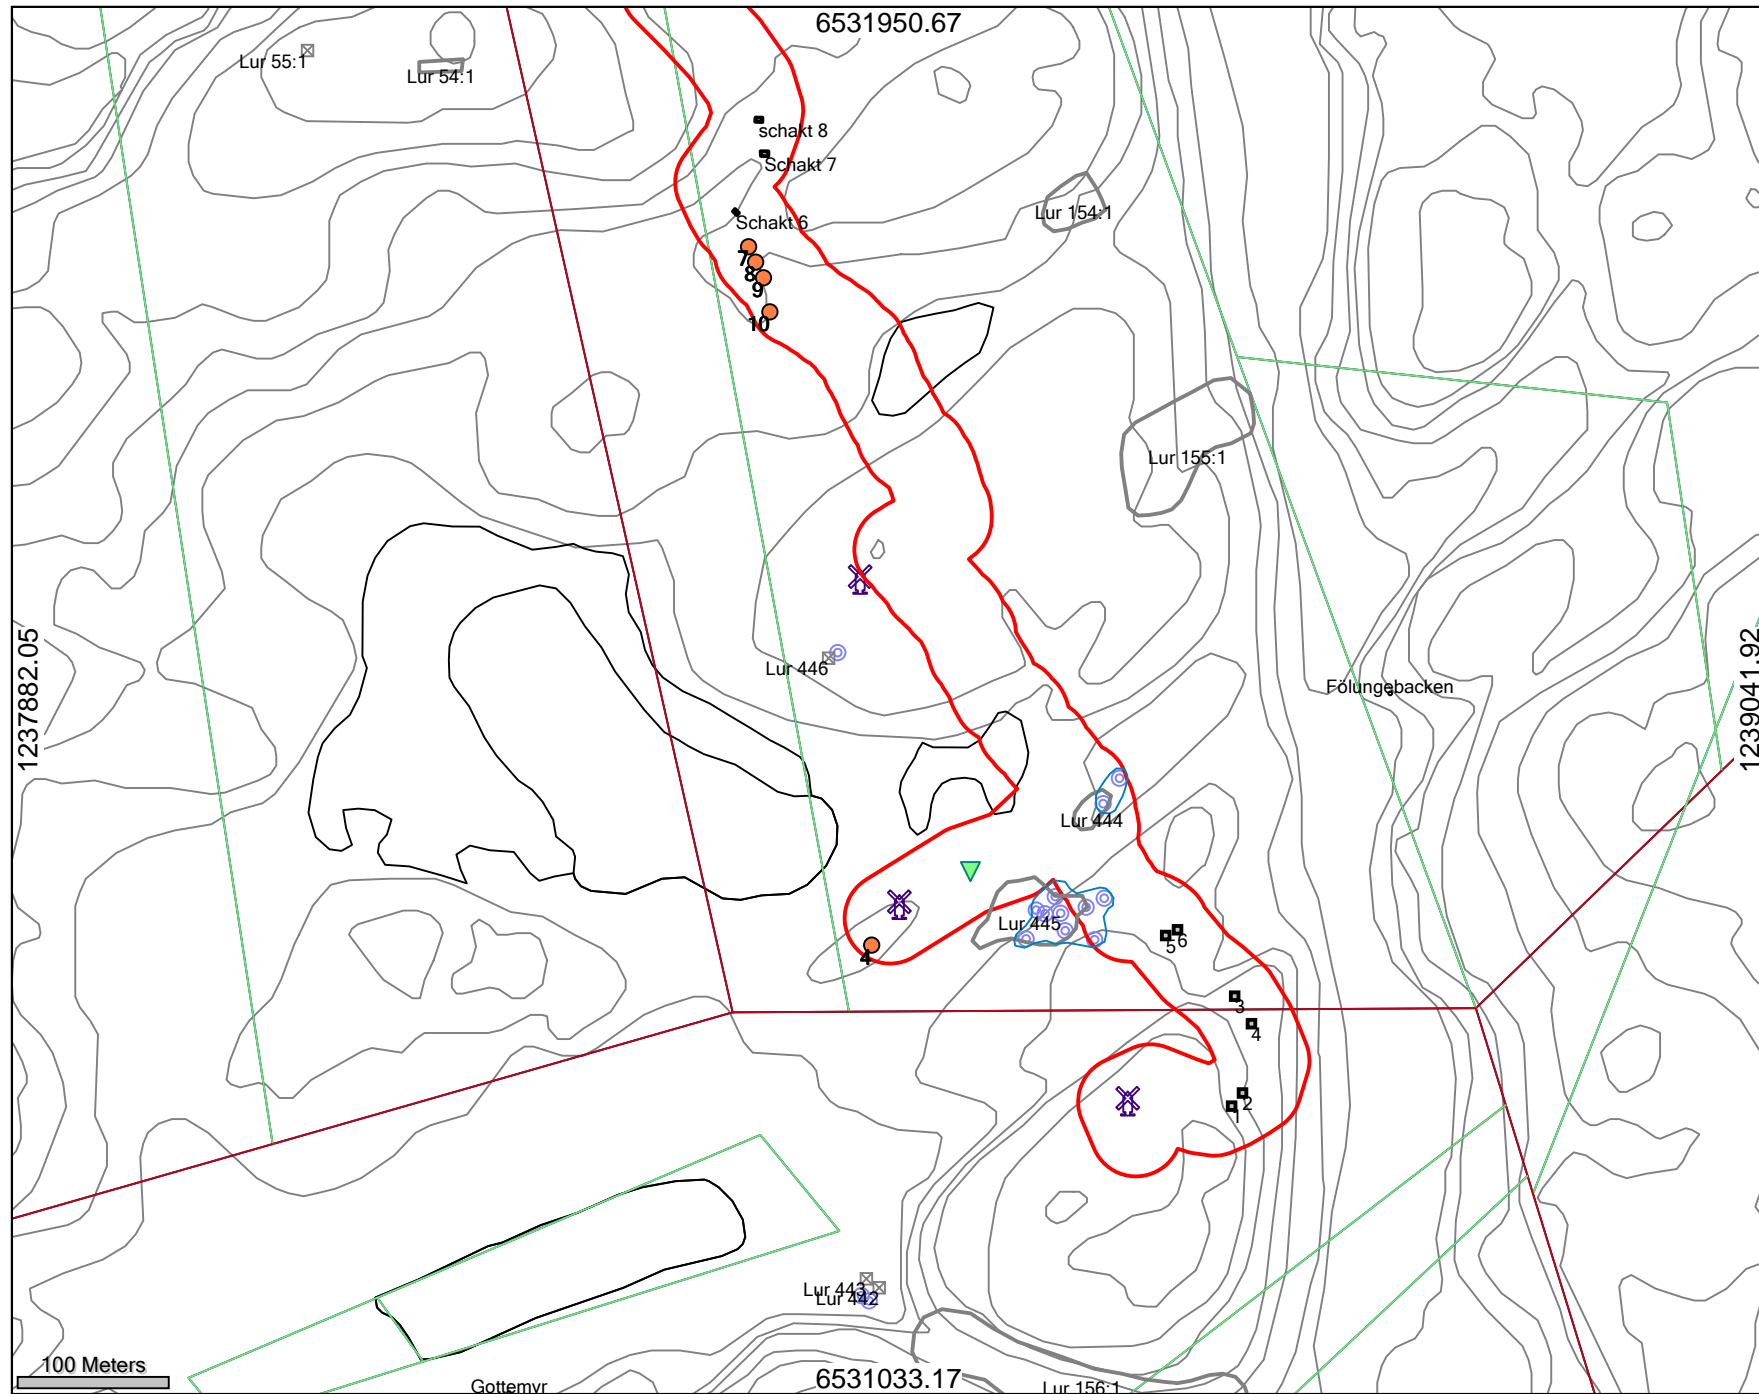 6531950.67
Lur 55:1
Lur 54:1
schakt 8
Schakt 7
Lur 154:1
Schakt 6
7
8
9
10
Lur 155:1
1237882.05
1239041.92
Lur 446
Fölungebacken
Lur 444
Lur 445
4
5
6
3
4
2
1
Lur 443
Lur 442
100 Meters
6531033.17
Gottemyr
Lur 156:1